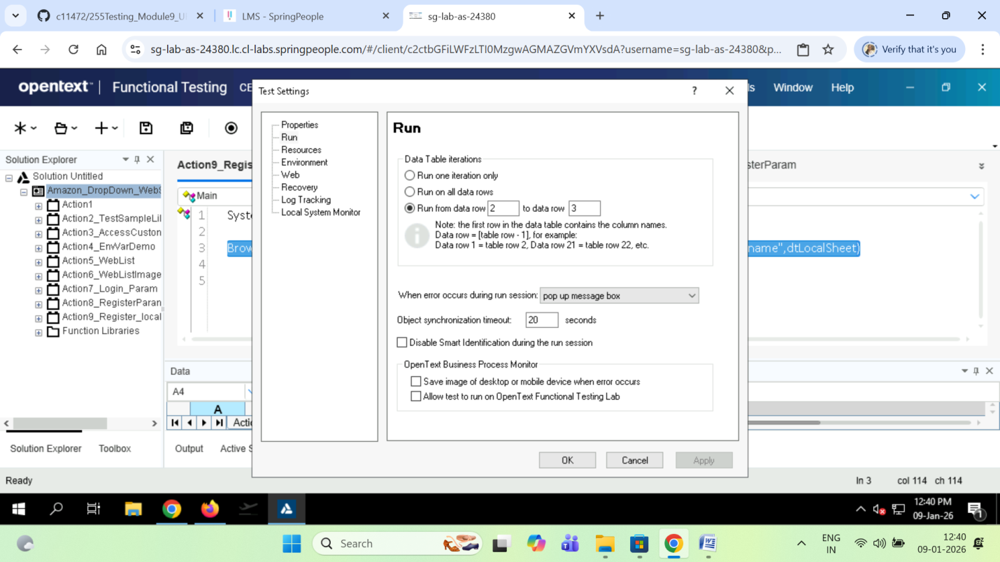 c11472/255Testing_Module9_U
LMS - SpringPeople
sg-lab-as-24380
sg-lab-as-24380.lc.cl-labs.springpeople.com/#/client/c2ctbGFiLWFzLTI0MzgwAGMAZGVmYXVsdA?username=sg-lab-as-24380&p...
Verify that it's you
opentext™ | Functional Testing CE
Window
Help
Test Settings
?
Solution Explorer
Solution Untitled
Amazon_DropDown_WebS
Action1
Action2_TestSampleLil
Action3_AccessCuston
Action4_EnvWarDemo
Action5_WebList
Action6_WebListImage
Action7_Login_Param
Action8_RegisterParan
Action9_Register_local
Function Libraries
Action9_Regis
sterParam
Main
1 Syste
2
3 Brow
name",dtLocalSheet)
4
5
Properties
Run
Resources
Environment
Web
Recovery
Log Tracking
Local System Monitor
Run
Data Table iterations
Run one iteration only
Run on all data rows
Run from data row 2 to data row 3
Note: the first row in the data table contains the column names.
Data row = [table row - 1], for example:
Data row 1 = table row 2, Data row 21 = table row 22, etc.
When error occurs during run session: pop up message box
Object synchronization timeout: 20 seconds
Disable Smart Identification during the run session
OpenText Business Process Monitor
Save image of desktop or mobile device when error occurs
Allow test to run on OpenText Functional Testing Lab
OK
Cancel
Apply
Data
A4
A
Actio
Solution Explorer
Toolbox
Output
Active S
Ready
ln 3
col 114
ch 114
12:40 PM
09-Jan-26
1
Search
ENG
IN
12:40
09-01-2026